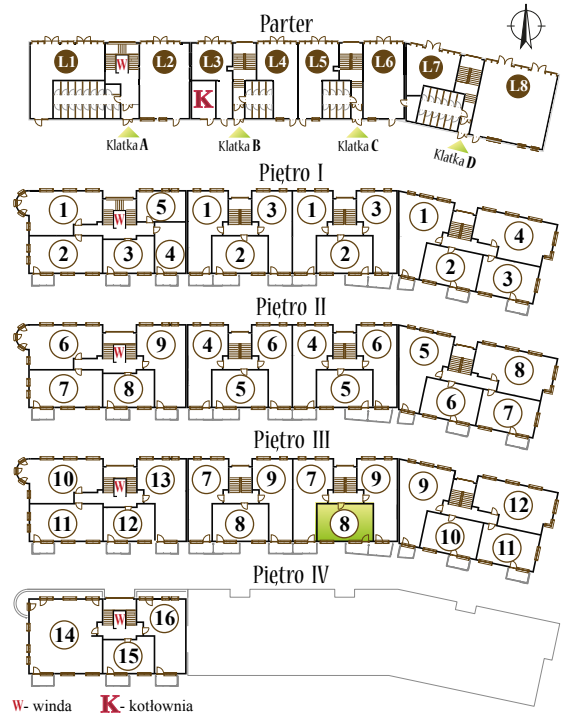 Parter
L1 W L2 L3 L4 L5 L6 L7 L8
K
Klatka A Klatka B Klatka C Klatka D
Piętro I
1 5 1 3 1 3 1 4
W
2 3 4 2 2 2 3
Piętro II
6 9 4 6 4 6 5 8
W
7 8 5 5 6 7
Piętro III
10 13 7 9 7 9 9 12
W
11 12 8 8 10 11
Piętro IV
14 W 16
15
W- winda K- kotłownia